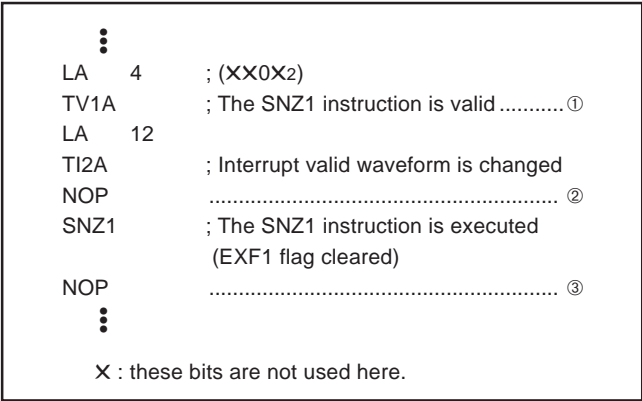 LA 4 ; (✕✕0✕2)
TV1A ; The SNZ1 instruction is valid ........... ①
LA 12
TI2A ; Interrupt valid waveform is changed
NOP ........................................................... ②
SNZ1 ; The SNZ1 instruction is executed
(EXF1 flag cleared)
NOP ........................................................... ③
✕ : these bits are not used here.